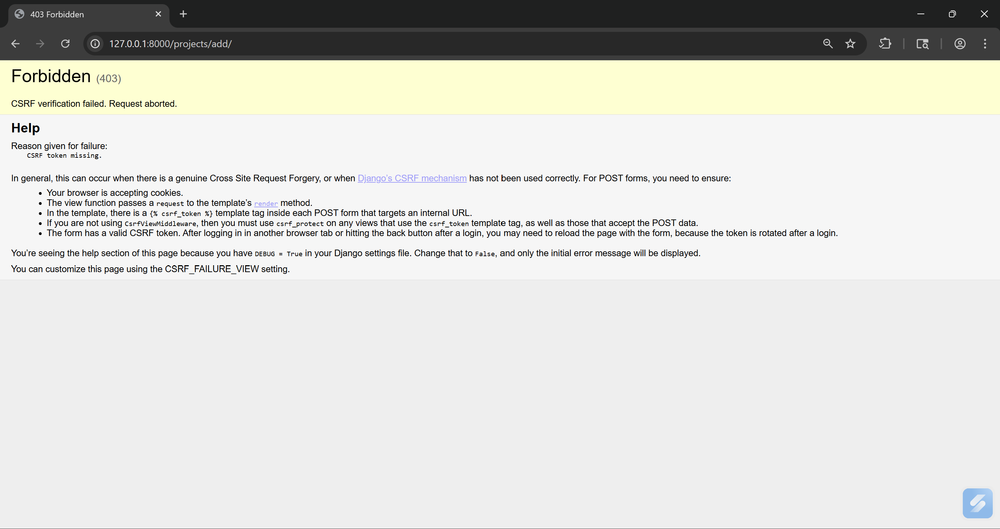 403 Forbidden
127.0.0.1:8000/projects/add/
Forbidden (403)
CSRF verification failed. Request aborted.
Help
Reason given for failure:
CSRF token missing.
In general, this can occur when there is a genuine Cross Site Request Forgery, or when Django’s CSRF mechanism has not been used correctly. For POST forms, you need to ensure:
• Your browser is accepting cookies.
• The view function passes a request to the template’s render method.
• In the template, there is a {% csrf_token %} template tag inside each POST form that targets an internal URL.
• If you are not using CsrfViewMiddleware, then you must use csrf_protect on any views that use the csrf_token template tag, as well as those that accept the POST data.
• The form has a valid CSRF token. After logging in in another browser tab or hitting the back button after a login, you may need to reload the page with the form, because the token is rotated after a login.
You’re seeing the help section of this page because you have DEBUG = True in your Django settings file. Change that to False, and only the initial error message will be displayed.
You can customize this page using the CSRF_FAILURE_VIEW setting.